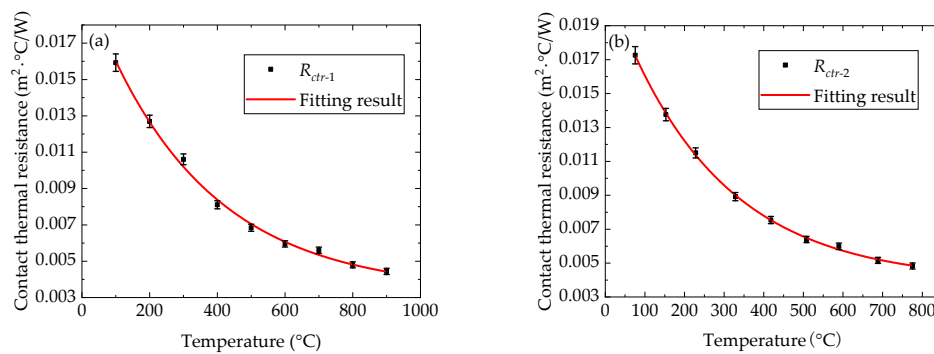 (a)
R_ctr-1
Fitting result
Contact thermal resistance (m²·°C/W)
0.017
0.015
0.013
0.011
0.009
0.007
0.005
0.003
0 200 400 600 800 1000
Temperature (°C)
(b)
R_ctr-2
Fitting result
Contact thermal resistance (m²·°C/W)
0.019
0.017
0.015
0.013
0.011
0.009
0.007
0.005
0.003
0 100 200 300 400 500 600 700 800
Temperature (°C)